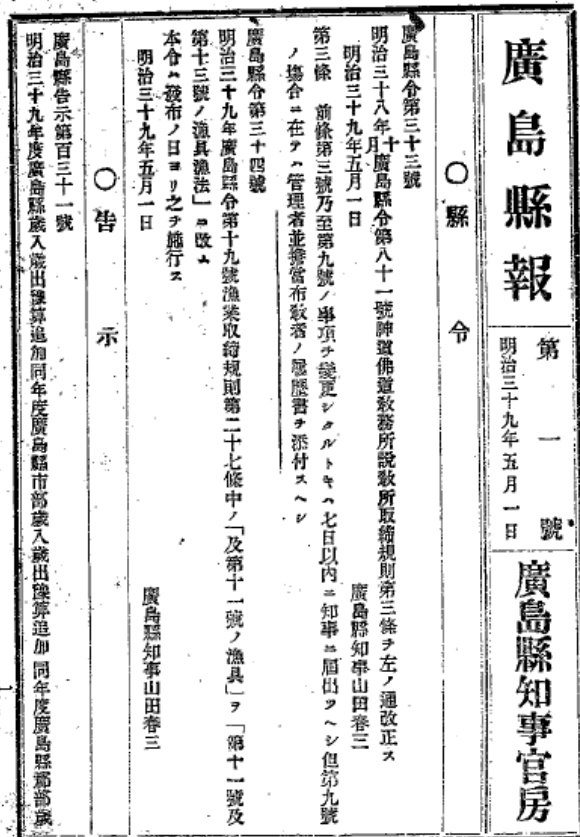 廣島縣報
第一號
明治三十九年五月一日
廣島縣知事官房
○縣令
廣島縣令第三十三號
明治三十八年十月廣島縣令第八十一號神道佛道敎務所說敎所取締規則第三條チ左ノ通改正ス
明治三十九年五月一日
廣島縣知事山田春三
第三條 前條第三號乃至第九號ノ事項チ變更シタルトキハ七日以內ニ知事ニ屆出ツヘシ但第九號
ノ塲合ニ在テハ管理者並擔當布敎者ノ履歷書チ添付スヘシ
廣島縣令第三十四號
明治三十九年廣島縣令第十九號漁業取締規則第二十七條中ノ「及第十一號ノ漁具」ヲ「第十一號及
第十三號ノ漁具漁法」ニ改ム
本令ハ發布ノ日ヨリ之チ施行ス
明治三十九年五月一日
廣島縣知事山田春三
○告示
廣島縣告示第百三十一號
明治三十九年度廣島縣歲入歲出豫算追加同年度廣島縣市部歲入歲出豫算追加同年度廣島縣郡部歲